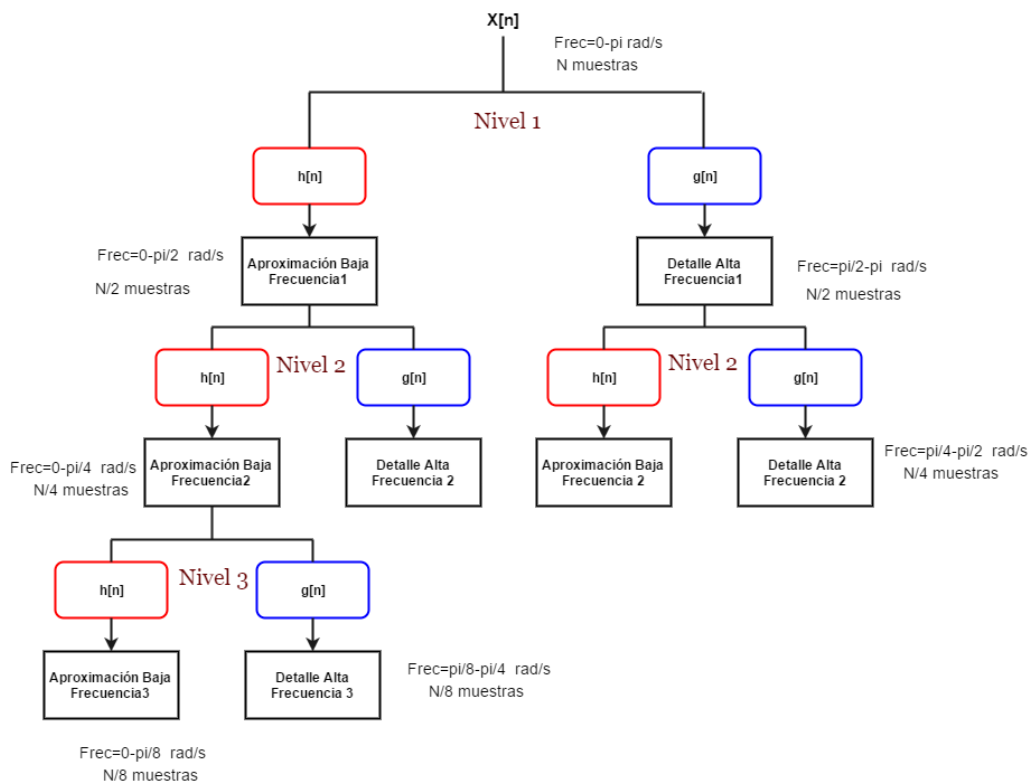 X[n]
Frec=0-pi rad/s
N muestras
Nivel 1
h[n]
g[n]
Frec=0-pi/2 rad/s
N/2 muestras
Aproximación Baja
Frecuencia1
Detalle Alta
Frecuencia1
Frec=pi/2-pi rad/s
N/2 muestras
h[n]
Nivel 2
g[n]
h[n]
Nivel 2
g[n]
Frec=0-pi/4 rad/s
N/4 muestras
Aproximación Baja
Frecuencia2
Detalle Alta
Frecuencia 2
Aproximación Baja
Frecuencia 2
Detalle Alta
Frecuencia 2
Frec=pi/4-pi/2 rad/s
N/4 muestras
h[n]
Nivel 3
g[n]
Aproximación Baja
Frecuencia3
Detalle Alta
Frecuencia 3
Frec=pi/8-pi/4 rad/s
N/8 muestras
Frec=0-pi/8 rad/s
N/8 muestras